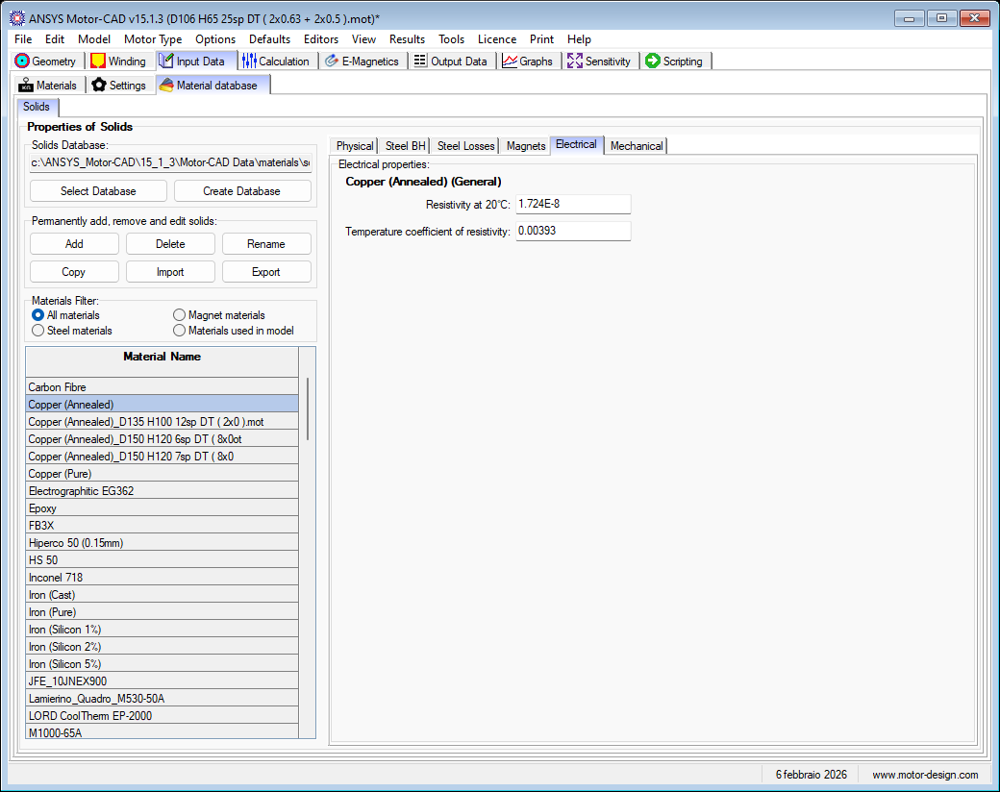 ANSYS Motor-CAD v15.1.3 (D106 H65 25sp DT ( 2x0.63 + 2x0.5 ).mot)*
File Edit Model Motor Type Options Defaults Editors View Results Tools Licence Print Help
Geometry Winding Input Data Calculation E-Magnetics Output Data Graphs Sensitivity Scripting
Materials Settings Material database
Solids
Properties of Solids
Solids Database:
c:\ANSYS_Motor-CAD\15_1_3\Motor-CAD Data\materials\s
Select Database Create Database
Permanently add, remove and edit solids:
Add Delete Rename
Copy Import Export
Materials Filter:
All materials Magnet materials
Steel materials Materials used in model
Material Name
Carbon Fibre
Copper (Annealed)
Copper (Annealed)_D135 H100 12sp DT ( 2x0 ).mot
Copper (Annealed)_D150 H120 6sp DT ( 8x0ot
Copper (Annealed)_D150 H120 7sp DT ( 8x0
Copper (Pure)
Electrographitic EG362
Epoxy
FB3X
Hiperco 50 (0.15mm)
HS 50
Inconel 718
Iron (Cast)
Iron (Pure)
Iron (Silicon 1%)
Iron (Silicon 2%)
Iron (Silicon 5%)
JFE_10JNEX900
Lamierino_Quadro_M530-50A
LORD CoolTherm EP-2000
M1000-65A
Physical Steel BH Steel Losses Magnets Electrical Mechanical
Electrical properties:
Copper (Annealed) (General)
Resistivity at 20°C: 1.724E-8
Temperature coefficient of resistivity: 0.00393
6 febbraio 2026 www.motor-design.com